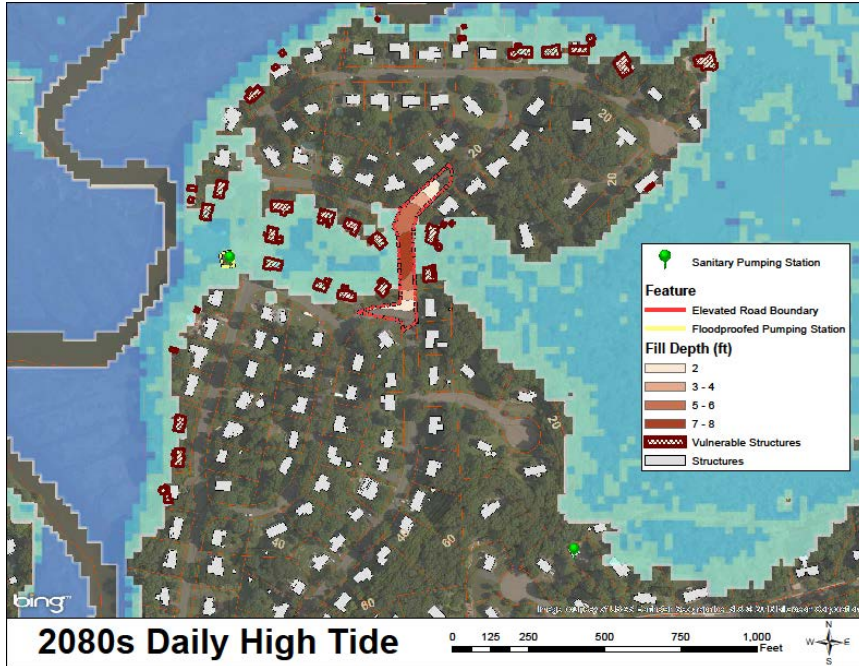 20
20
20
Sanitary Pumping Station
Feature
Elevated Road Boundary
Floodproofed Pumping Station
Fill Depth (ft)
2
3 - 4
5 - 6
7 - 8
Vulnerable Structures
Structures
20
40
60
60
bing™
2080s Daily High Tide
0 125 250 500 750 1,000
Feet
N
W E
S